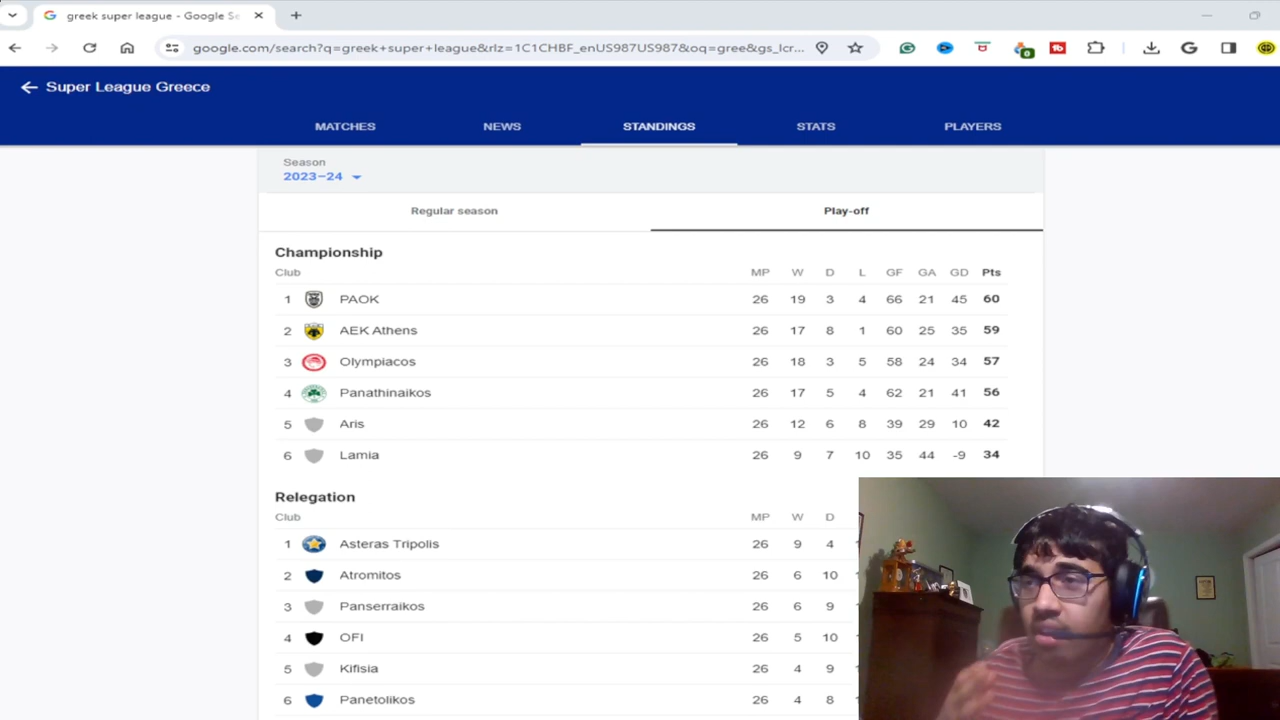 greek super league - Google Se
google.com/search?q=greek+super+league&rlz=1C1CHBF_enUS987US987&oq=gree&gs_lcr...
Super League Greece
MATCHES NEWS STANDINGS STATS PLAYERS
Season
2023–24
Regular season Play-off
Championship
Club MP W D L GF GA GD Pts
1 PAOK 26 19 3 4 66 21 45 60
2 AEK Athens 26 17 8 1 60 25 35 59
3 Olympiacos 26 18 3 5 58 24 34 57
4 Panathinaikos 26 17 5 4 62 21 41 56
5 Aris 26 12 6 8 39 29 10 42
6 Lamia 26 9 7 10 35 44 -9 34
Relegation
Club MP W D
1 Asteras Tripolis 26 9 4
2 Atromitos 26 6 10
3 Panserraikos 26 6 9
4 OFI 26 5 10
5 Kifisia 26 4 9
6 Panetolikos 26 4 8